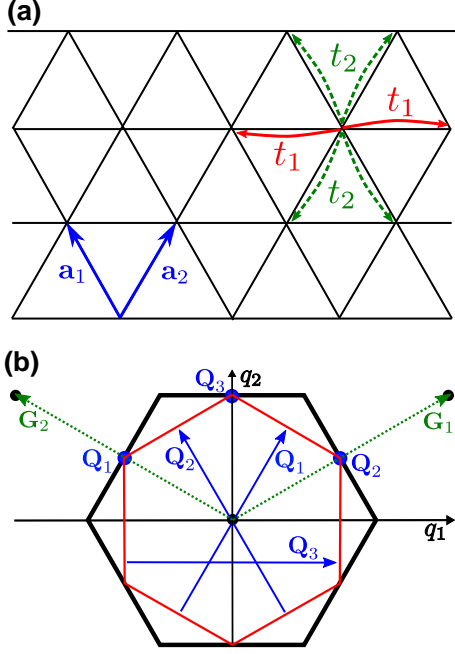 (a)
t₂
t₁
t₁
t₂
a₁ a₂
(b)
Q₃ q₂
G₂ G₁
Q₁ Q₂ Q₁ Q₂
Q₃
q₁